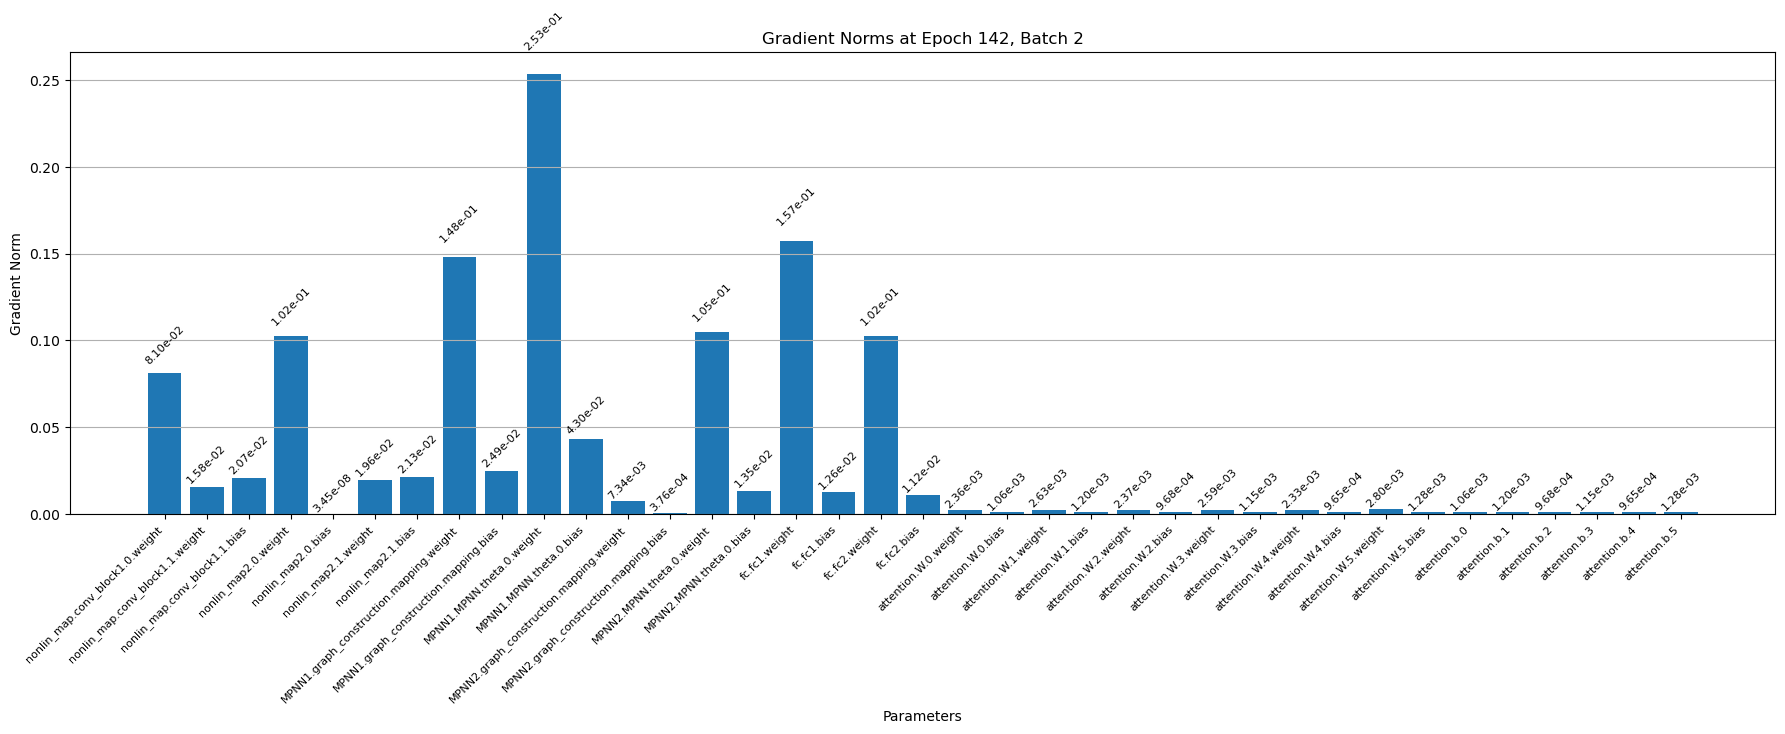 Gradient Norms at Epoch 142, Batch 2
Gradient Norm
0.25
0.20
0.15
0.10
0.05
0.00
8.10e-02
1.58e-02
2.07e-02
1.02e-01
3.45e-08
1.96e-02
2.13e-02
1.48e-01
2.49e-02
2.53e-01
4.30e-02
7.34e-03
3.76e-04
1.05e-01
1.35e-02
1.57e-01
1.26e-02
1.02e-01
1.12e-02
2.36e-03
1.06e-03
2.63e-03
1.20e-03
2.37e-03
9.68e-04
2.59e-03
1.15e-03
2.33e-03
9.65e-04
2.80e-03
1.28e-03
1.06e-03
1.20e-03
9.68e-04
1.15e-03
9.65e-04
1.28e-03
nonlin_map.conv_block1.0.weight
nonlin_map.conv_block1.1.weight
nonlin_map.conv_block1.1.bias
nonlin_map2.0.weight
nonlin_map2.0.bias
nonlin_map2.1.weight
nonlin_map2.1.bias
MPNN1.graph_construction.mapping.weight
MPNN1.graph_construction.mapping.bias
MPNN1.MPNN.theta.0.weight
MPNN1.MPNN.theta.0.bias
MPNN2.graph_construction.mapping.weight
MPNN2.graph_construction.mapping.bias
MPNN2.MPNN.theta.0.weight
MPNN2.MPNN.theta.0.bias
fc.fc1.weight
fc.fc1.bias
fc.fc2.weight
fc.fc2.bias
attention.W.0.weight
attention.W.0.bias
attention.W.1.weight
attention.W.1.bias
attention.W.2.weight
attention.W.2.bias
attention.W.3.weight
attention.W.3.bias
attention.W.4.weight
attention.W.4.bias
attention.W.5.weight
attention.W.5.bias
attention.b.0
attention.b.1
attention.b.2
attention.b.3
attention.b.4
attention.b.5
Parameters